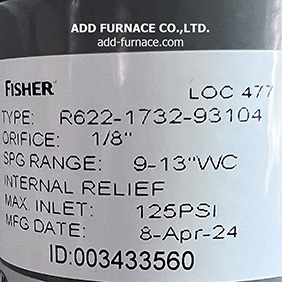 ADD FURNACE CO.,LTD.
add-furnace.com
FISHER LOC 477
TYPE: R622-1732-93104
ORIFICE: 1/8"
SPG RANGE: 9-13"WC
INTERNAL RELIEF
MAX. INLET: 125PSI
MFG DATE: 8-Apr-24
ID:003433560